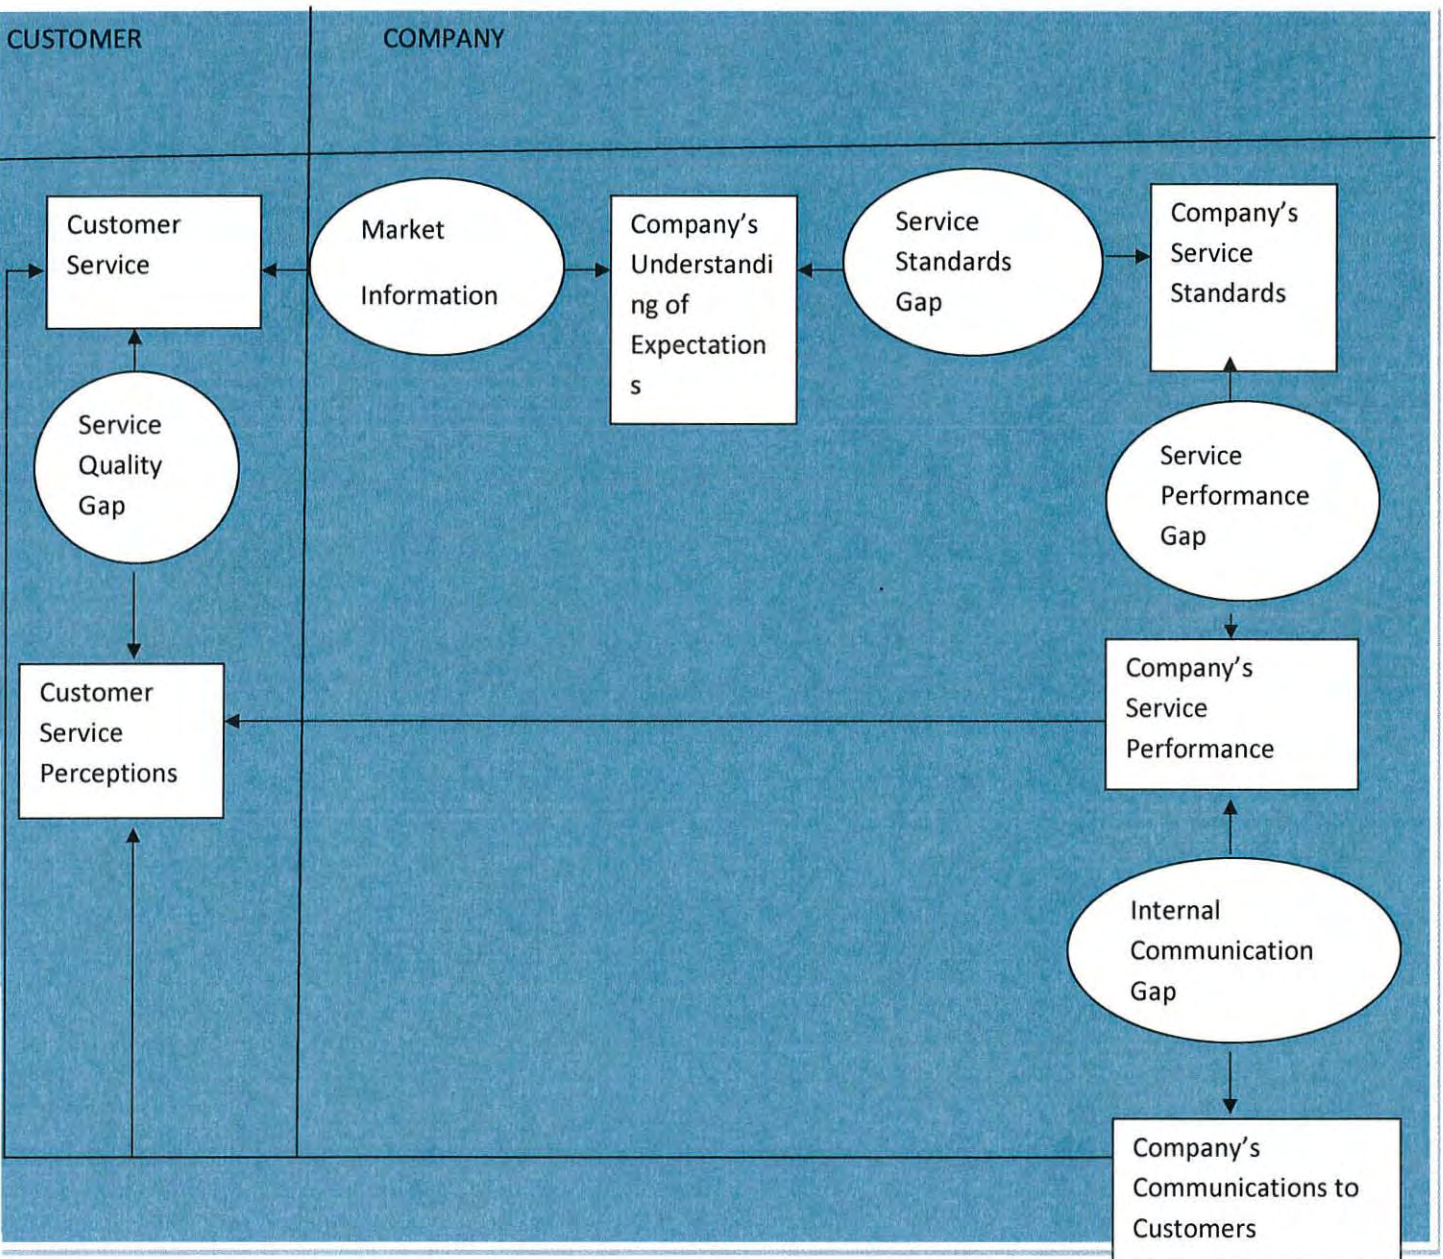 CUSTOMER
COMPANY
Customer
Service
Market
Information
Company's
Understandi
ng of
Expectation
s
Service
Standards
Gap
Company's
Service
Standards
Service
Quality
Gap
Service
Performance
Gap
Customer
Service
Perceptions
Company's
Service
Performance
Internal
Communication
Gap
Company's
Communications to
Customers